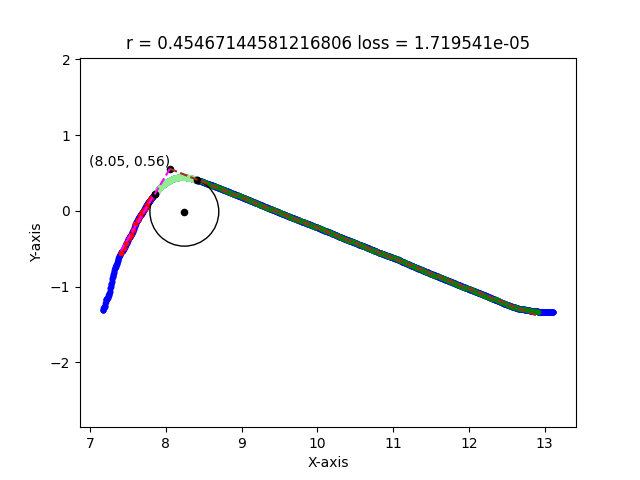 r = 0.45467144581216806 loss = 1.719541e-05
2
1
(8.05, 0.56)
0
Y-axis
−1
−2
7 8 9 10 11 12 13
X-axis